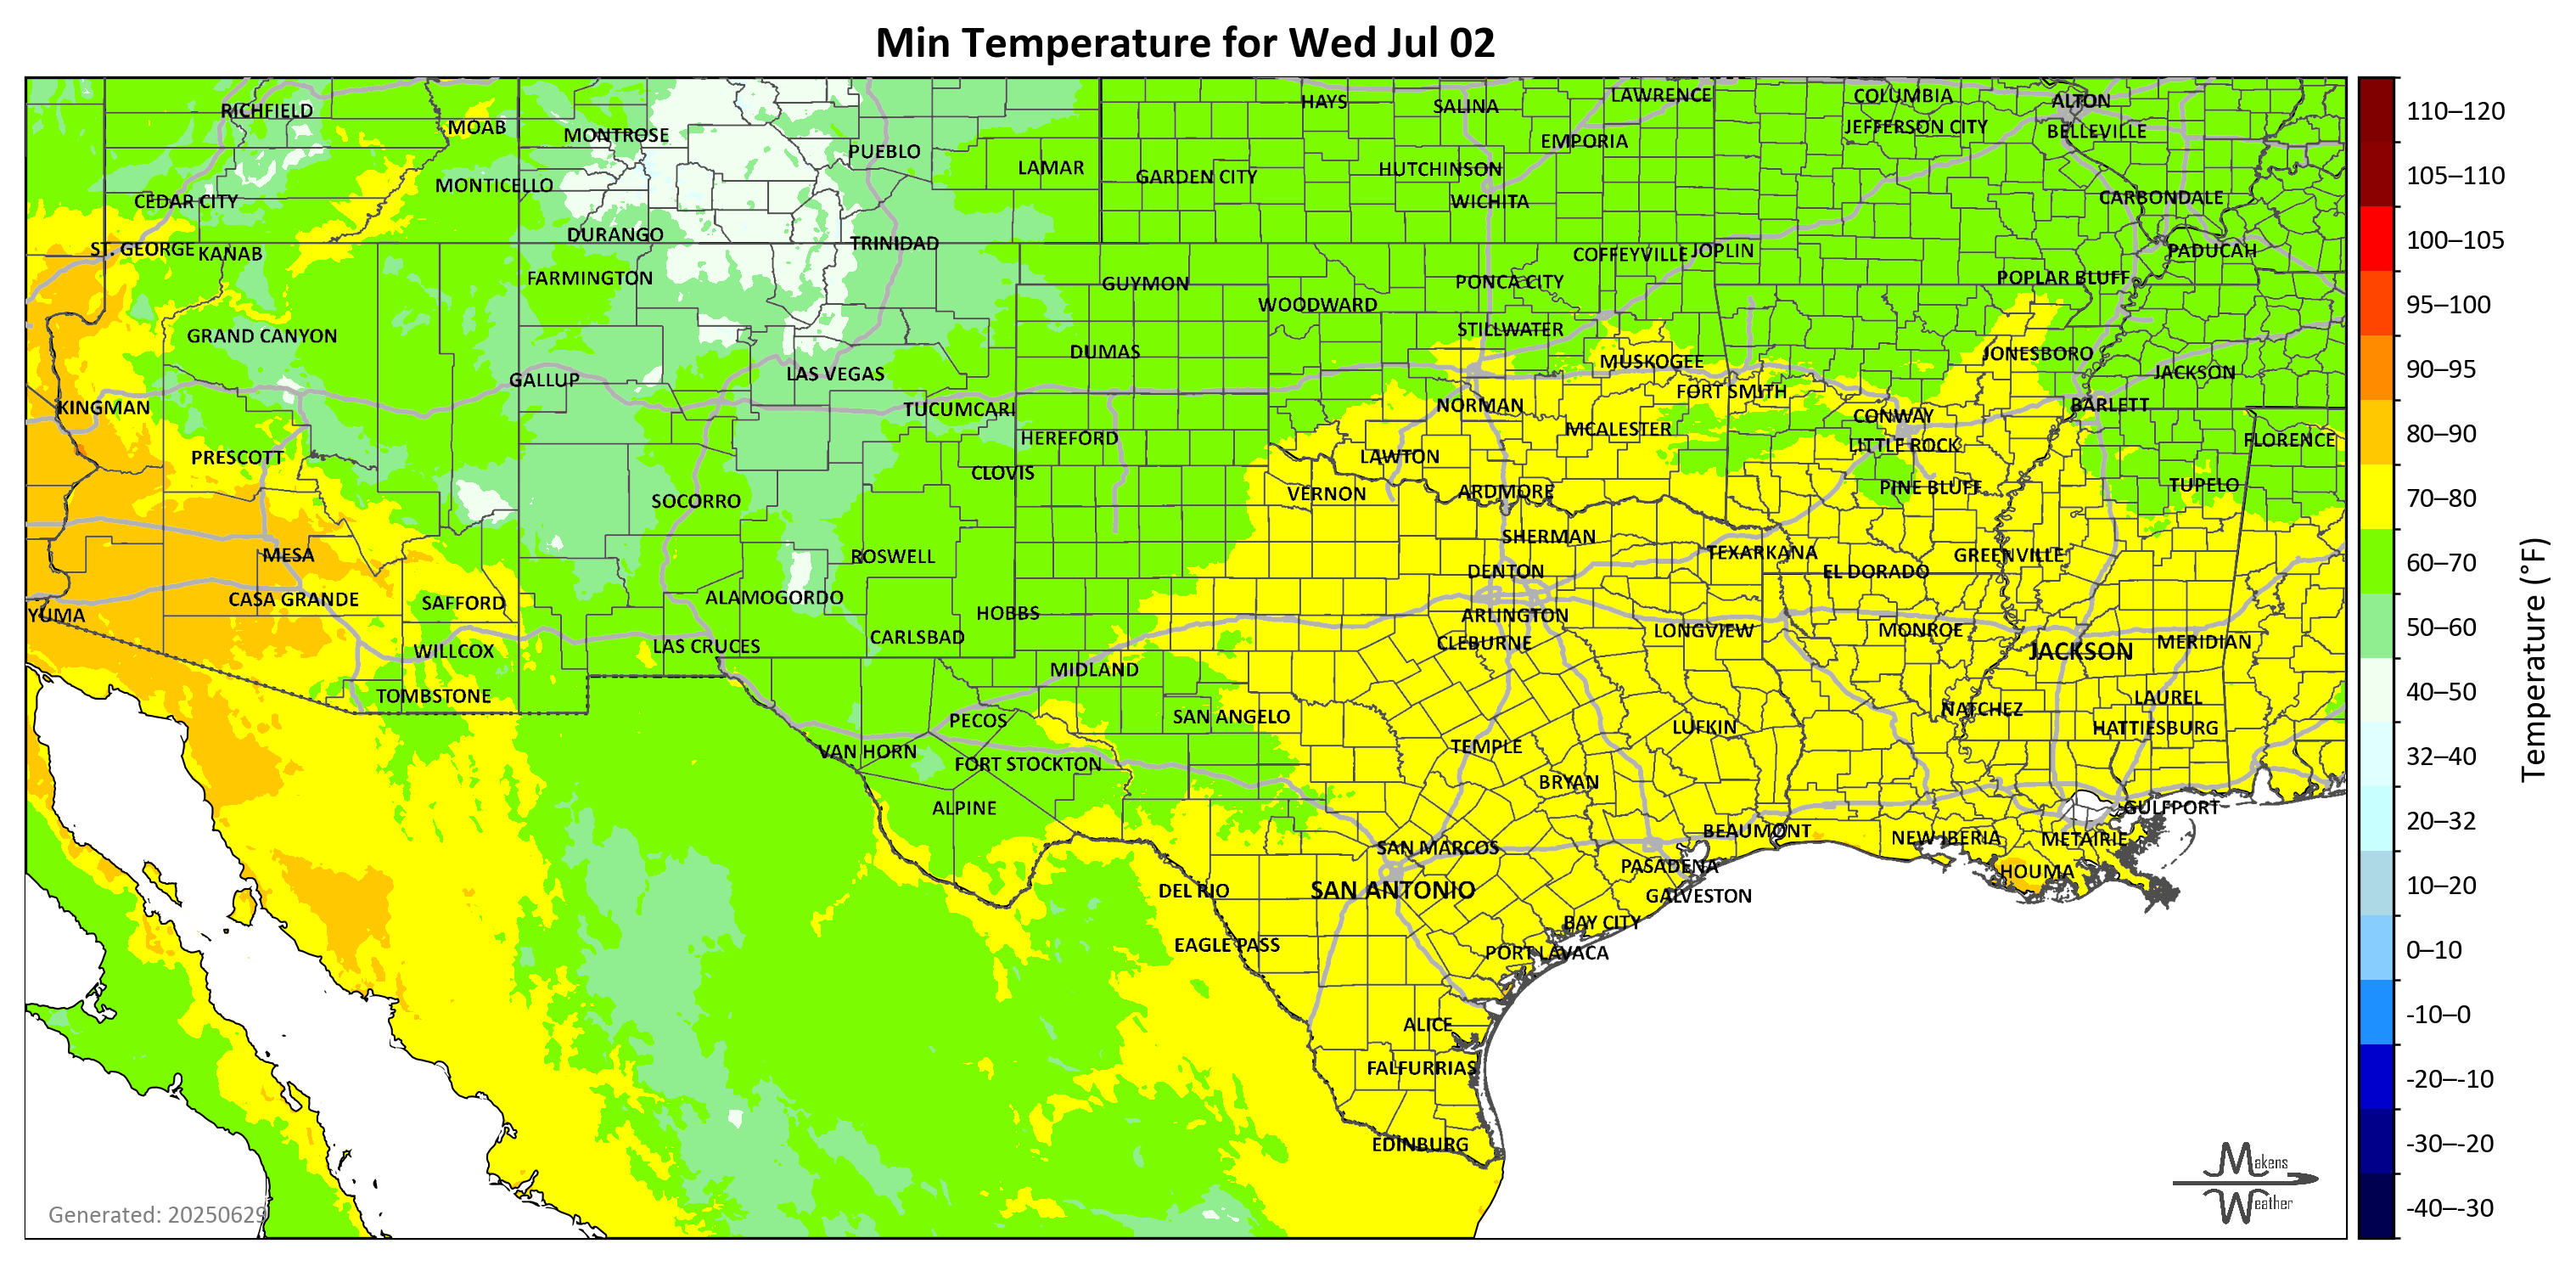 Min Temperature for Wed Jul 02
RICHFIELD
MOAB
MONTROSE
PUEBLO
LAMAR
HAYS
SALINA
LAWRENCE
COLUMBIA
ALTON
EMPORIA
JEFFERSON CITY
BELLEVILLE
CEDAR CITY
MONTICELLO
GARDEN CITY
HUTCHINSON
WICHITA
CARBONDALE
ST. GEORGE
KANAB
DURANGO
TRINIDAD
COFFEYVILLE
JOPLIN
PADUCAH
FARMINGTON
GUYMON
PONCA CITY
POPLAR BLUFF
WOODWARD
GRAND CANYON
STILLWATER
DUMAS
MUSKOGEE
JONESBORO
GALLUP
LAS VEGAS
FORT SMITH
JACKSON
KINGMAN
TUCUMCARI
NORMAN
CONWAY
BARLETT
HEREFORD
MCALESTER
LITTLE ROCK
FLORENCE
PRESCOTT
CLOVIS
LAWTON
SOCORRO
VERNON
ARDMORE
PINE BLUFF
TUPELO
MESA
ROSWELL
SHERMAN
TEXARKANA
GREENVILLE
DENTON
EL DORADO
YUMA
CASA GRANDE
SAFFORD
ALAMOGORDO
HOBBS
ARLINGTON
WILLCOX
LAS CRUCES
CARLSBAD
CLEBURNE
LONGVIEW
MONROE
JACKSON
MERIDIAN
TOMBSTONE
MIDLAND
PECOS
SAN ANGELO
LUFKIN
NATCHEZ
LAUREL
HATTIESBURG
VAN HORN
FORT STOCKTON
TEMPLE
BRYAN
ALPINE
GULFPORT
SAN MARCOS
BEAUMONT
NEW IBERIA
METAIRIE
PASADENA
HOUMA
DEL RIO
SAN ANTONIO
GALVESTON
BAY CITY
EAGLE PASS
PORT LAVACA
ALICE
FALFURRIAS
EDINBURG
Generated: 20250629
Makens
Weather
110–120
105–110
100–105
95–100
90–95
80–90
70–80
60–70
50–60
40–50
32–40
20–32
10–20
0–10
-10–0
-20–-10
-30–-20
-40–-30
Temperature (°F)